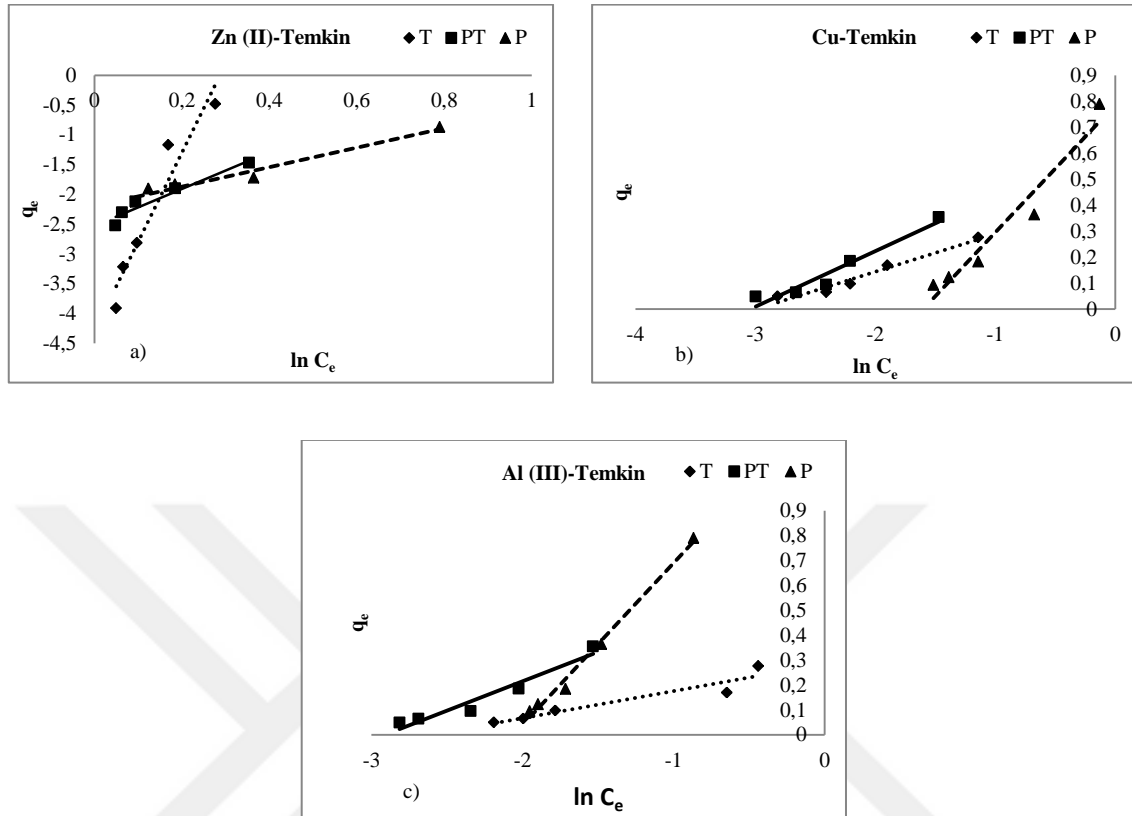 Zn (II)-Temkin
T PT P
0
-0,5
-1
-1,5
-2
-2,5
-3
-3,5
-4
-4,5
0 0,2 0,4 0,6 0,8 1
qe
ln Ce
a)
Cu-Temkin
T PT P
0,9
0,8
0,7
0,6
0,5
0,4
0,3
0,2
0,1
0
-4 -3 -2 -1 0
qe
ln Ce
b)
Al (III)-Temkin
T PT P
0,9
0,8
0,7
0,6
0,5
0,4
0,3
0,2
0,1
0
-3 -2 -1 0
qe
ln Ce
c)